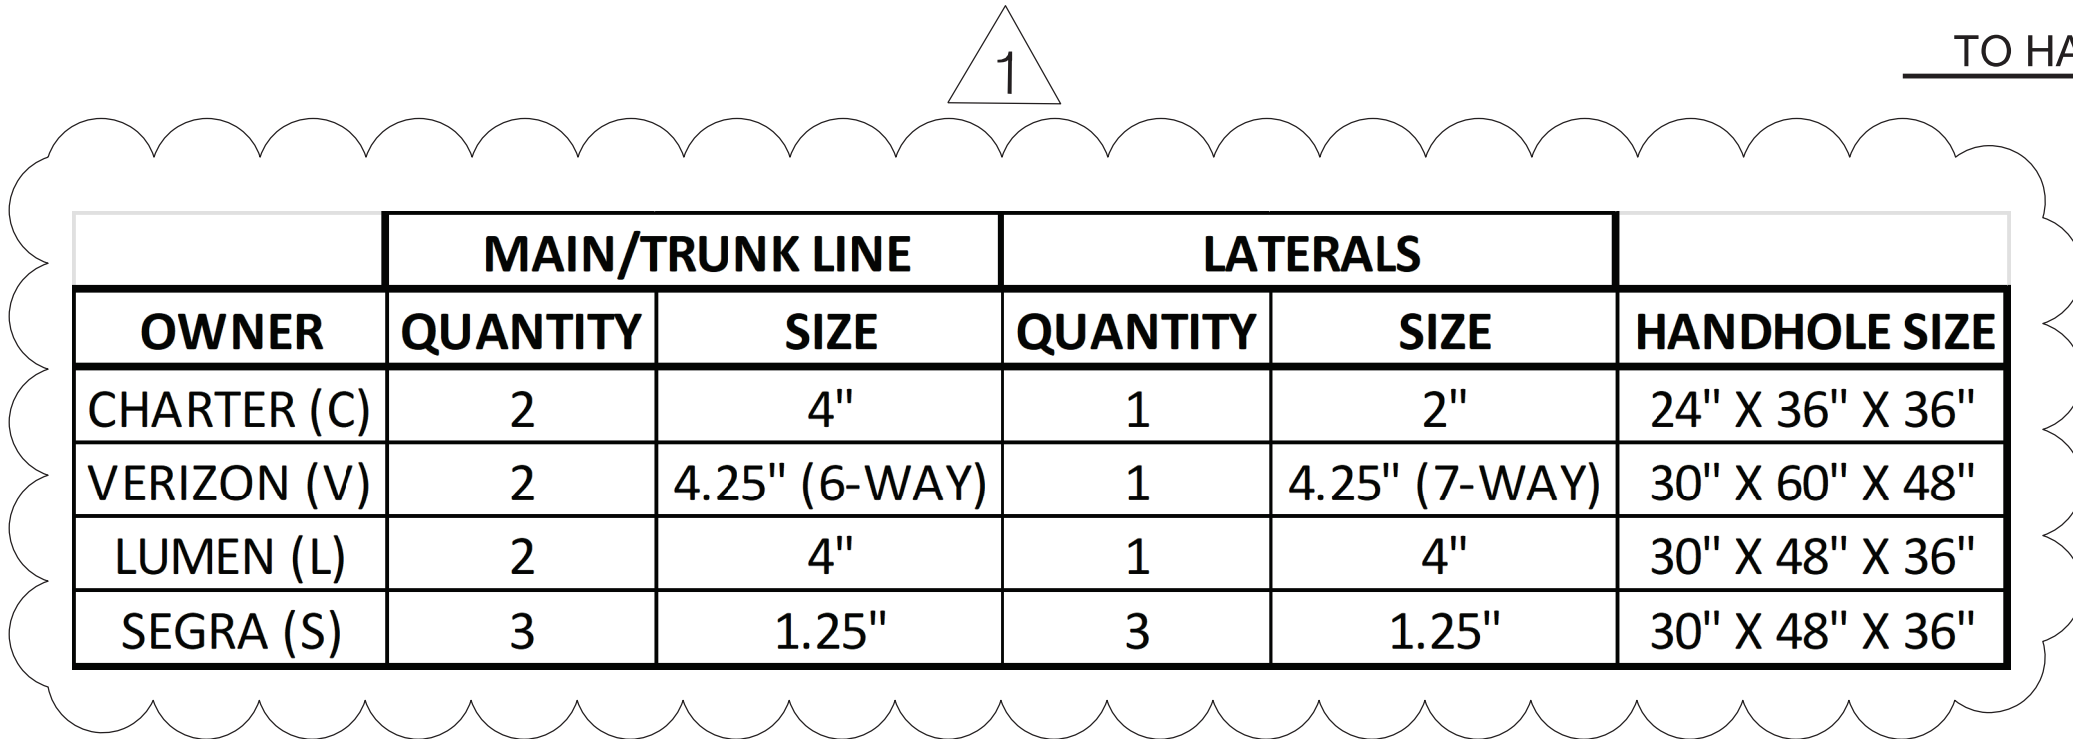 1
TO HA
MAIN/TRUNK LINE LATERALS
OWNER QUANTITY SIZE QUANTITY SIZE HANDHOLE SIZE
CHARTER (C) 2 4" 1 2" 24" X 36" X 36"
VERIZON (V) 2 4.25" (6-WAY) 1 4.25" (7-WAY) 30" X 60" X 48"
LUMEN (L) 2 4" 1 4" 30" X 48" X 36"
SEGRA (S) 3 1.25" 3 1.25" 30" X 48" X 36"